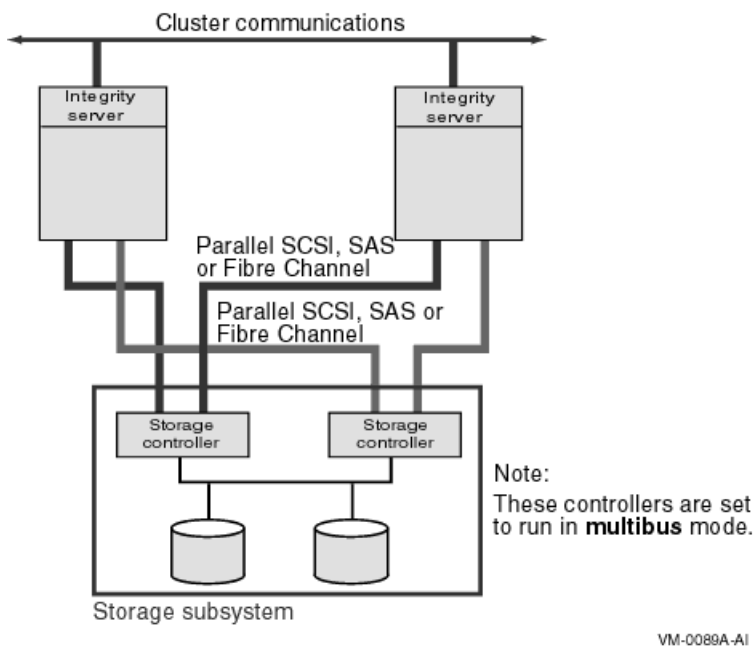 Cluster communications
Integrity
server
Integrity
server
Parallel SCSI, SAS
or Fibre Channel
Parallel SCSI, SAS or
Fibre Channel
Storage
controller
Storage
controller
Note:
These controllers are set
to run in multibus mode.
Storage subsystem
VM-0089A-AI